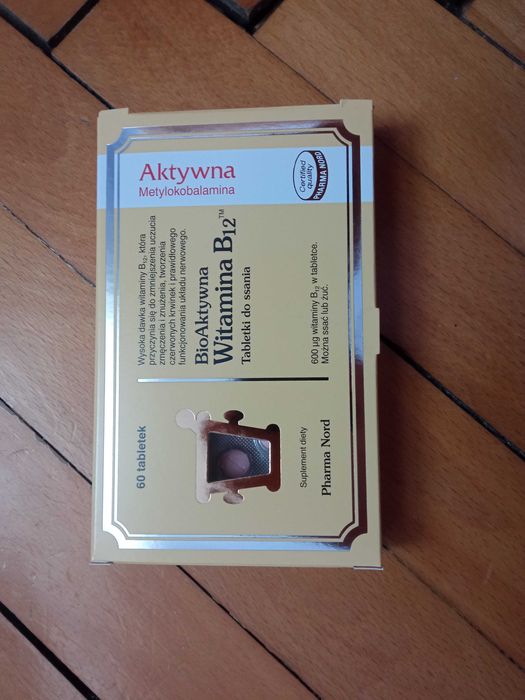 Aktywna
Metylokobalamina
Certified
quality
PHARMA NORD
Wysoka dawka witaminy B12, która
przyczynia się do zmniejszenia uczucia
zmęczenia i znużenia, tworzenia
czerwonych krwinek i prawidłowego
funkcjonowania układu nerwowego.
BioAktywna
Witamina B12™
Tabletki do ssania
600 µg witaminy B12 w tabletce.
Można ssać lub żuć.
60 tabletek
Suplement diety
Pharma Nord